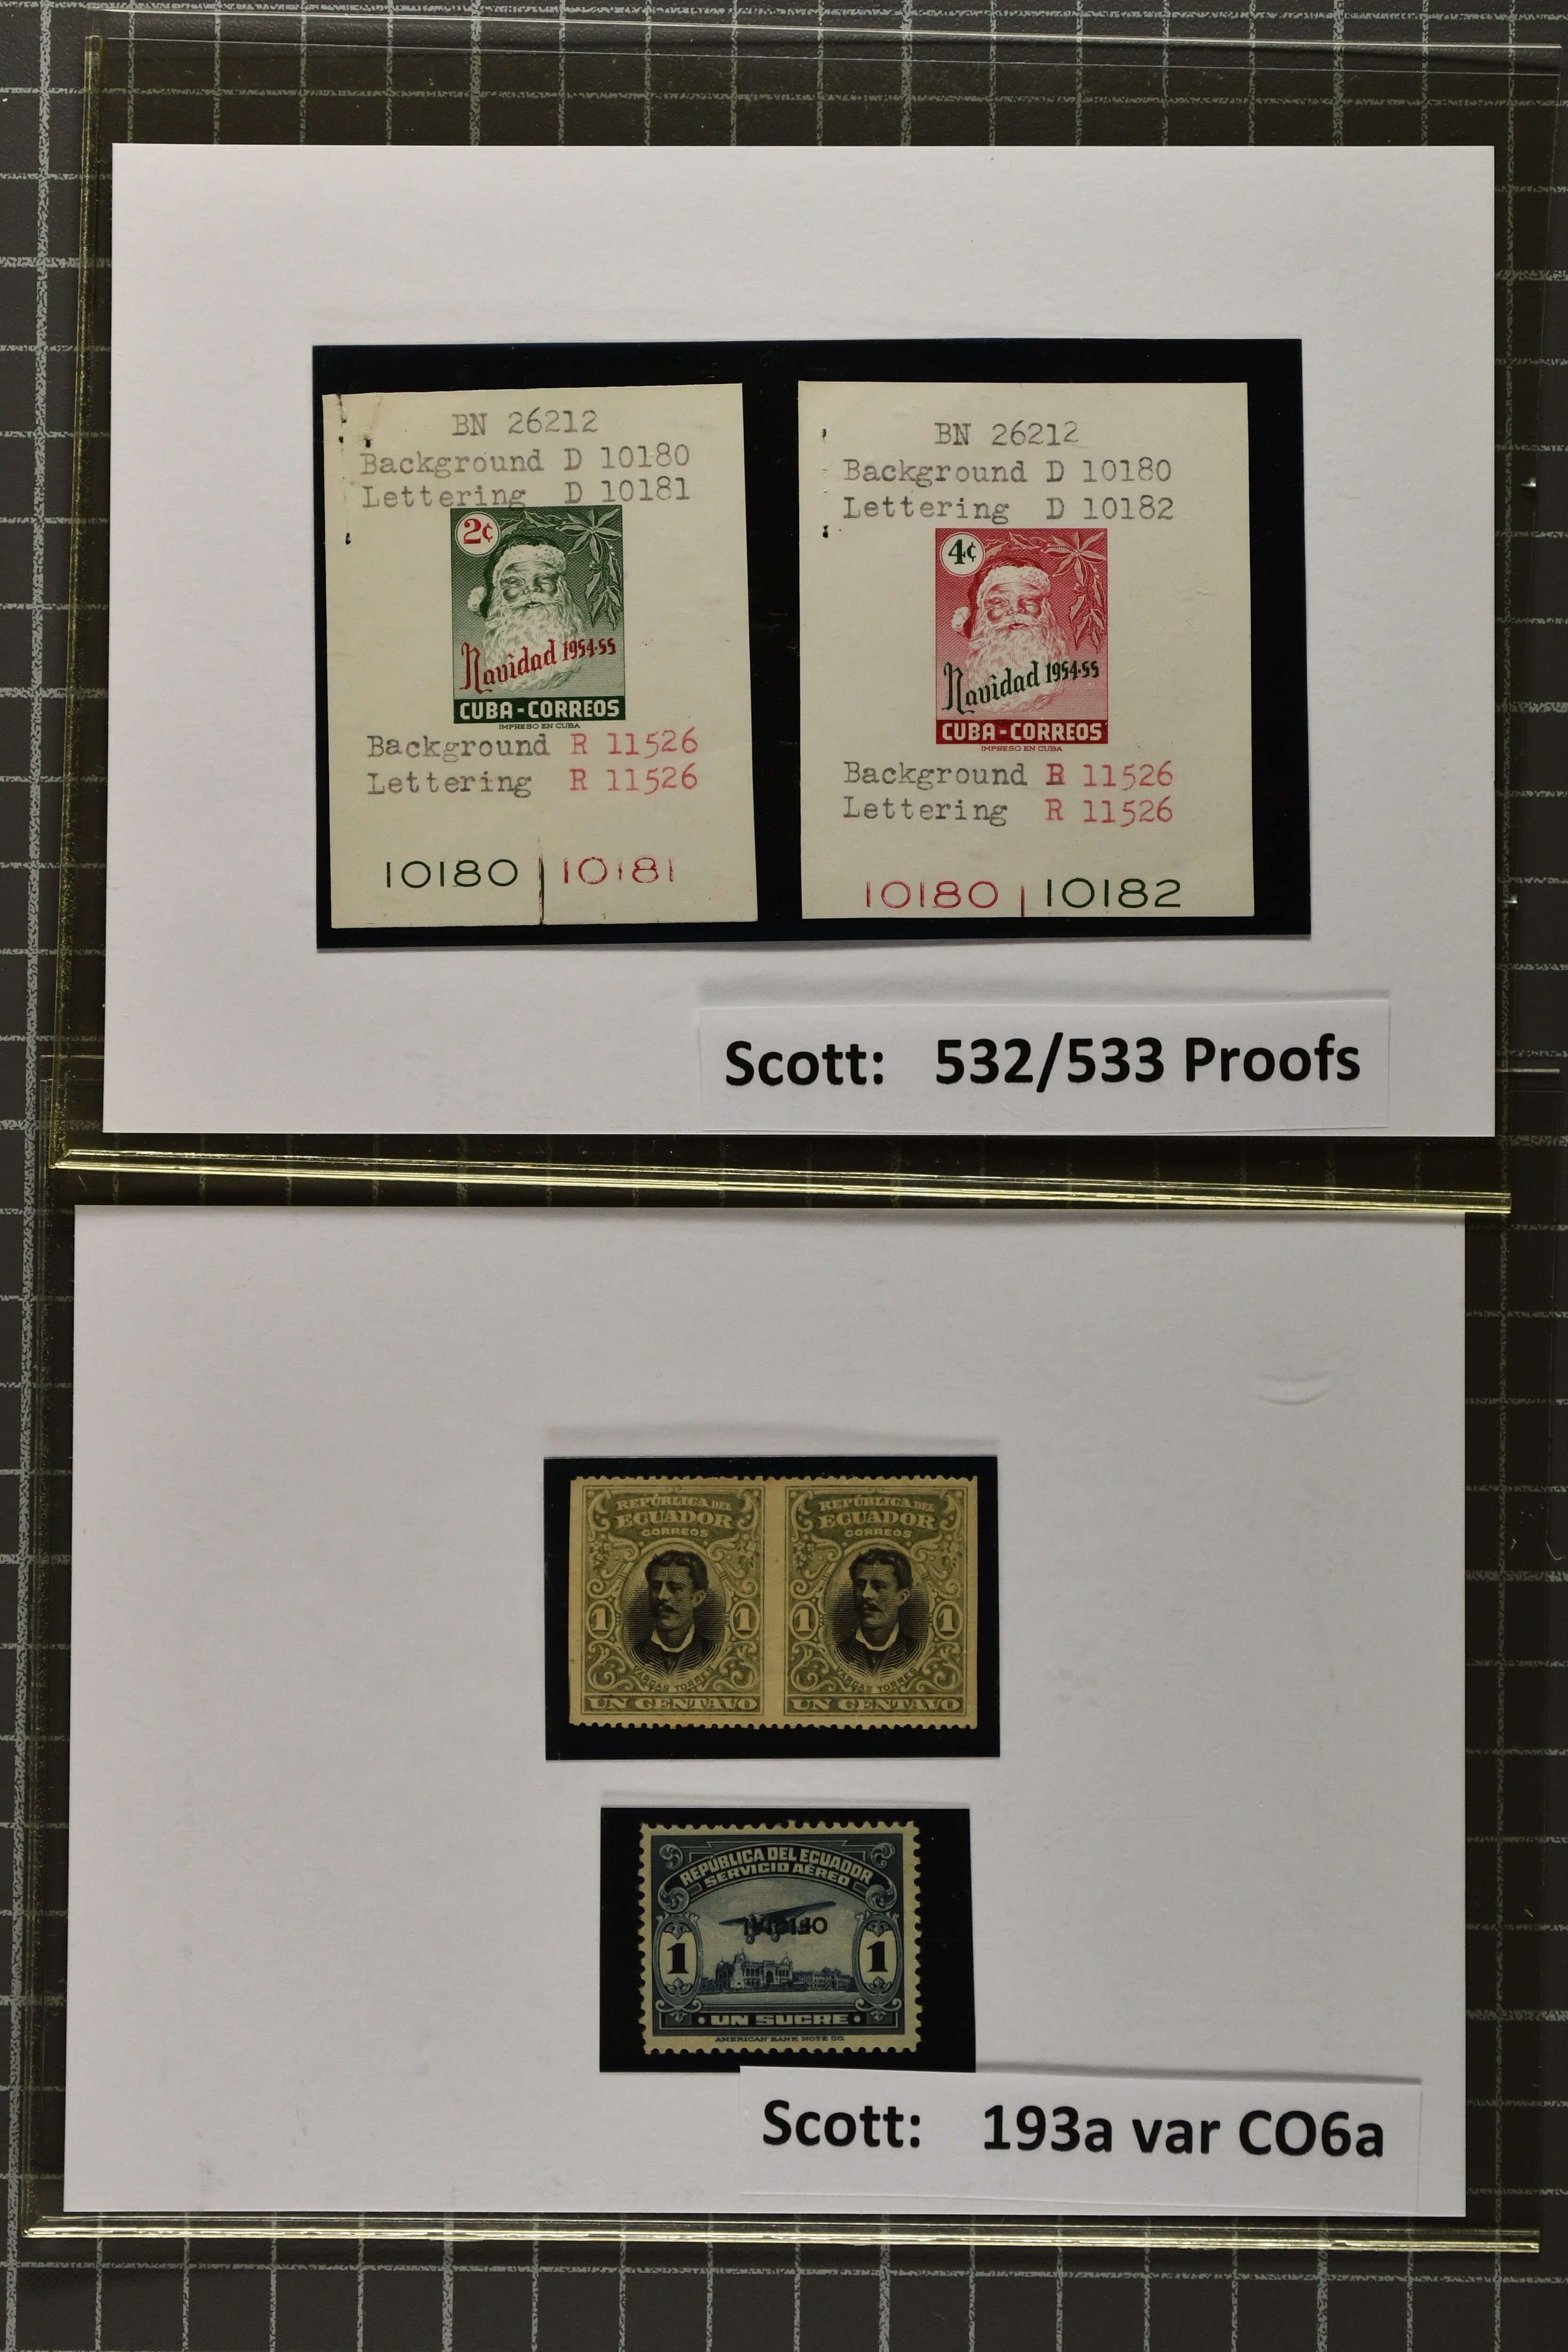 BN 26212
Background D 10180
Lettering D 10181
2¢
Navidad 1954-55
CUBA-CORREOS
IMPRESO EN CUBA
Background R 11526
Lettering R 11526
10180 | 10181
BN 26212
Background D 10180
Lettering D 10182
4¢
Navidad 1954-55
CUBA-CORREOS
IMPRESO EN CUBA
Background R 11526
Lettering R 11526
10180 | 10182
Scott: 532/533 Proofs
REPÚBLICA DEL
ECUADOR
CORREOS
1 1
VARGAS TORRES
UN CENTAVO
REPÚBLICA DEL
ECUADOR
CORREOS
1 1
VARGAS TORRES
UN CENTAVO
REPÚBLICA DEL ECUADOR
SERVICIO AÉREO
OFICIAL
1 1
· UN SUCRE ·
AMERICAN BANK NOTE CO.
Scott: 193a var CO6a